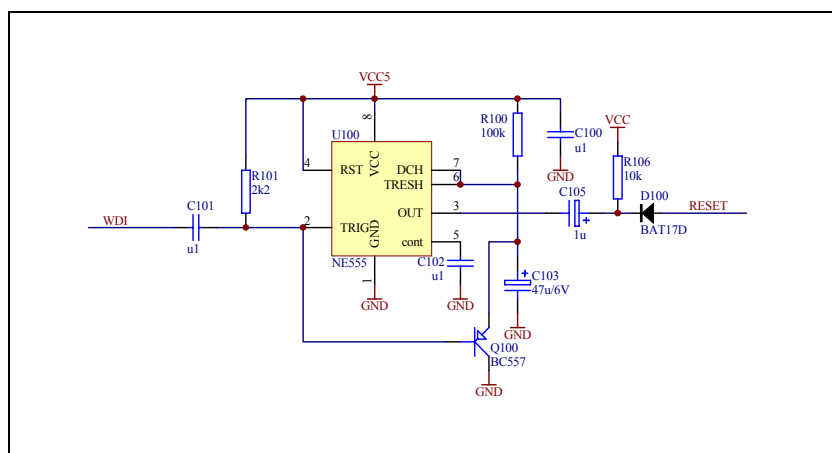 VCC5
8
U100
R100
100k
C100
u1
VCC
4
RST
VCC
DCH
7
GND
R106
10k
R101
2k2
TRESH
6
C105
D100
WDI
C101
2
TRIG
OUT
3
RESET
u1
GND
1u
BAT17D
cont
5
NE555
C102
u1
C103
47u/6V
1
GND
GND
GND
Q100
BC557
GND